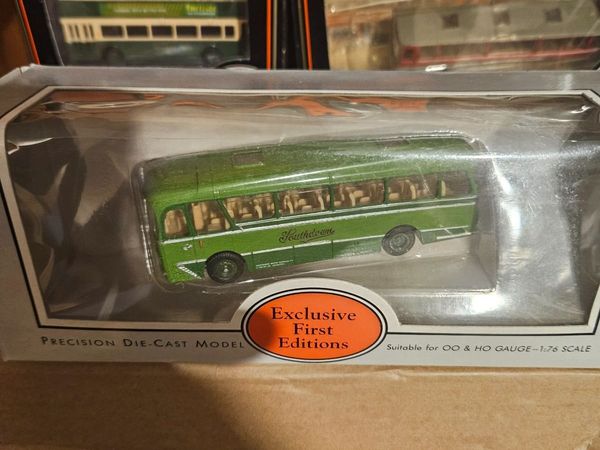 Southdown
Exclusive
First
Editions
PRECISION DIE-CAST MODEL
Suitable for OO & HO GAUGE-1:76 SCALE